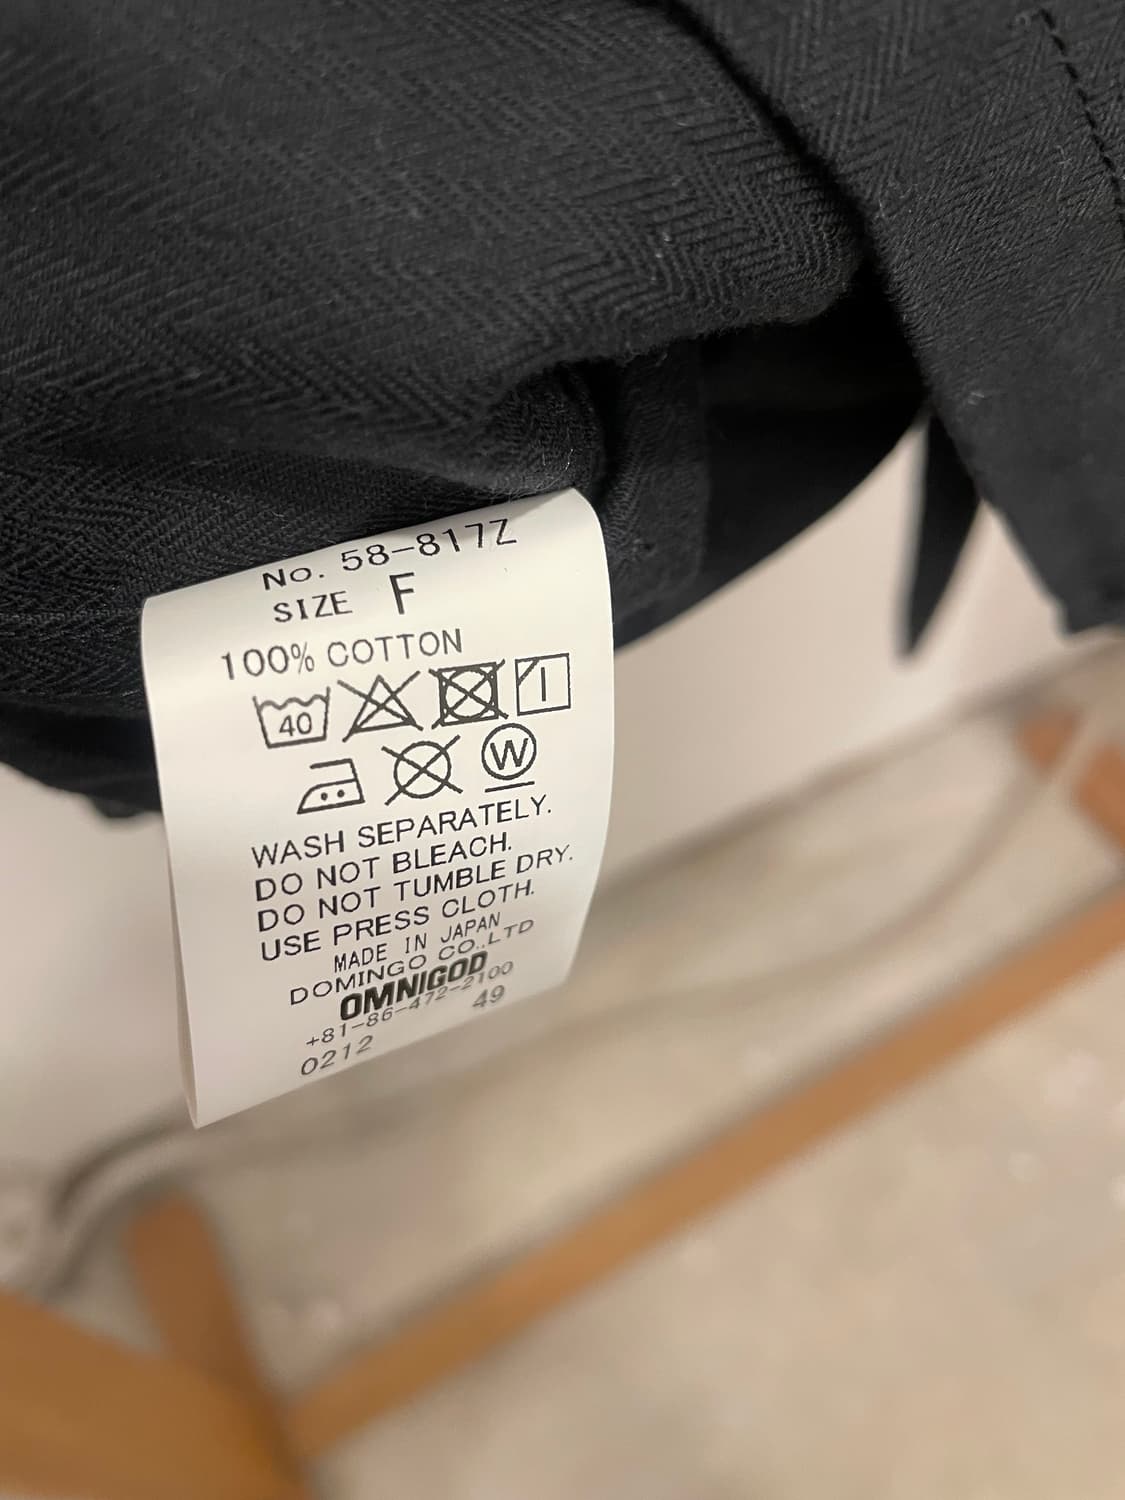 No. 58-817Z
SIZE F
100% COTTON
40
W
WASH SEPARATELY.
DO NOT BLEACH.
DO NOT TUMBLE DRY.
USE PRESS CLOTH.
MADE IN JAPAN
DOMINGO CO.,LTD
OMNIGOD
+81-86-472-2100
0212 49